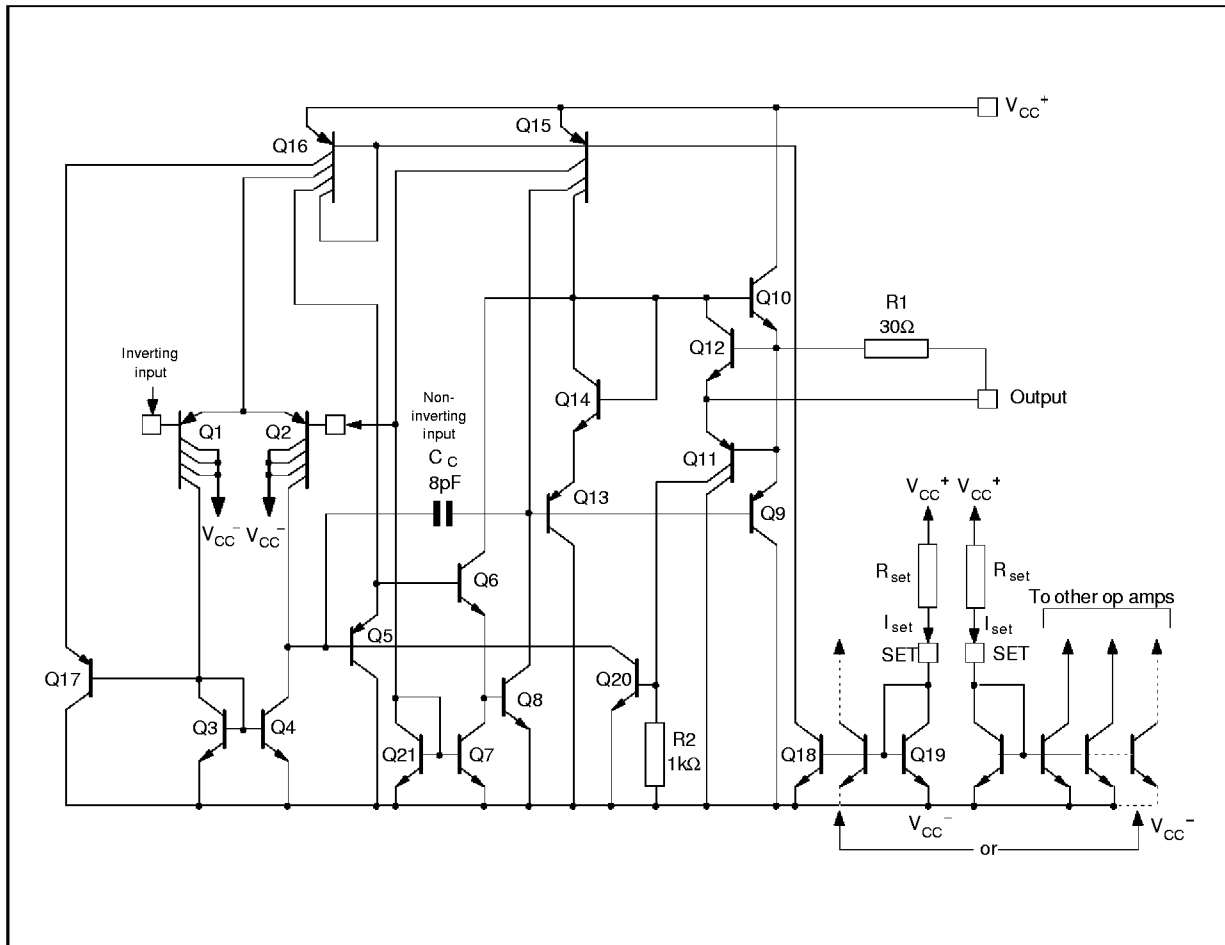 VCC+
Q15
Q16
Q10
R1
30Ω
Q12
Inverting
input
Q14
Output
Non-
inverting
input
Q1
Q2
CC
8pF
Q11
Q13
Q9
VCC+
VCC+
VCC−
VCC−
Rset
Rset
Q6
To other op amps
Q5
Iset
Iset
SET
SET
Q17
Q20
Q8
Q3
Q4
R2
1kΩ
Q21
Q7
Q18
Q19
VCC−
VCC−
or